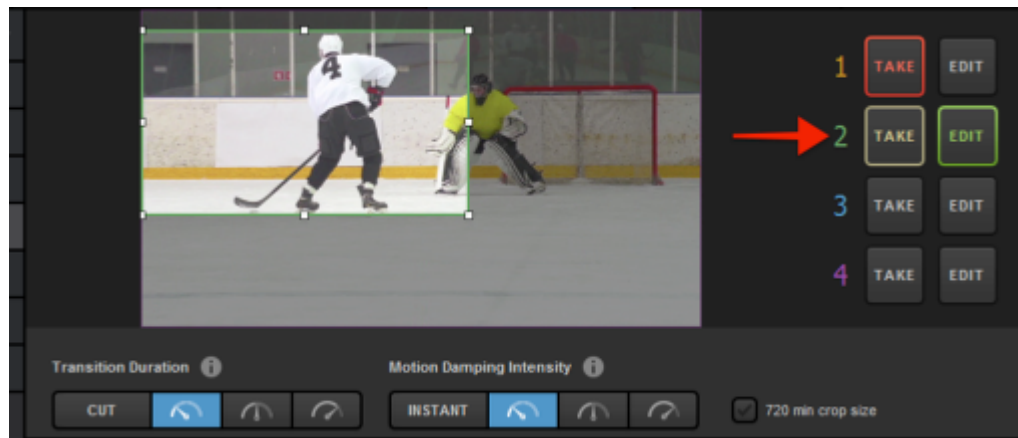 4
1 TAKE EDIT
2 TAKE EDIT
3 TAKE EDIT
4 TAKE EDIT
Transition Duration i Motion Damping Intensity i
CUT INSTANT 720 min crop size